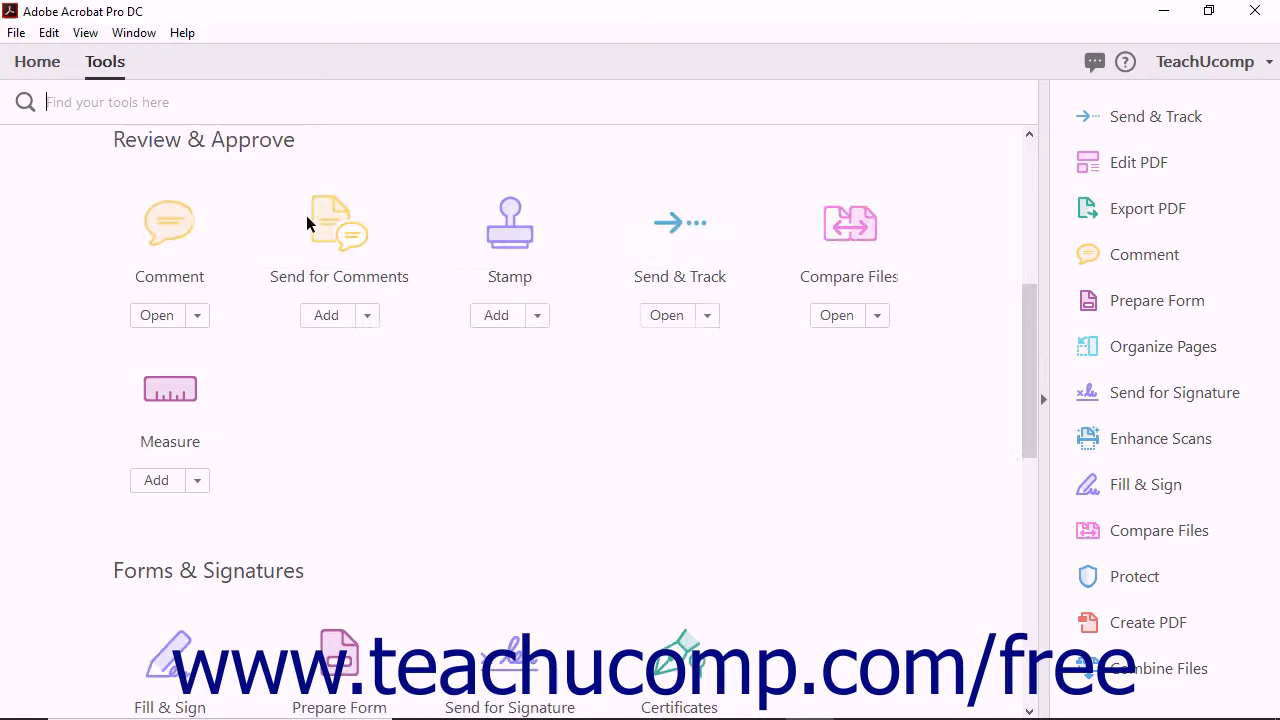 Adobe Acrobat Pro DC
File Edit View Window Help
Home Tools TeachUcomp
Find your tools here
Review & Approve
Comment Send for Comments Stamp Send & Track Compare Files
Open Add Add Open Open
Measure
Add
Forms & Signatures
Fill & Sign Prepare Form Send for Signature Certificates
Send & Track
Edit PDF
Export PDF
Comment
Prepare Form
Organize Pages
Send for Signature
Enhance Scans
Fill & Sign
Compare Files
Protect
Create PDF
Combine Files
www.teachucomp.com/free